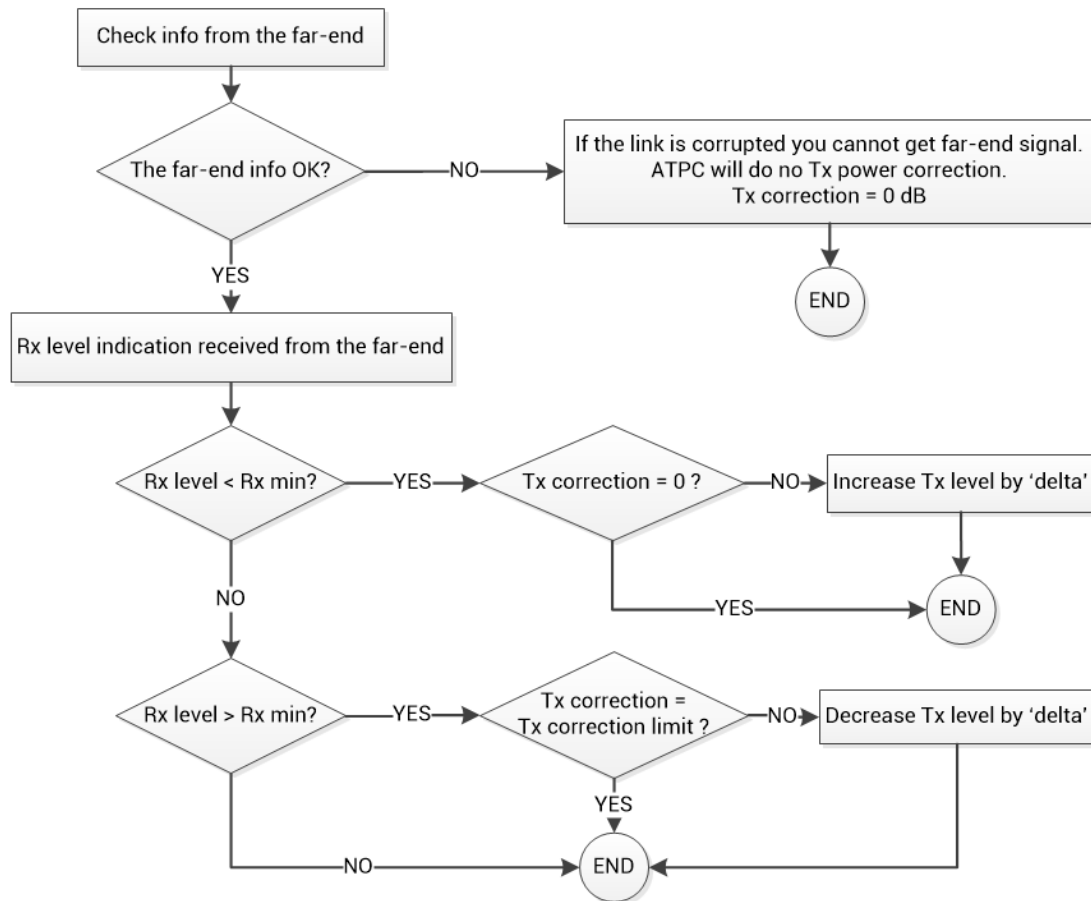 Check info from the far-end
The far-end info OK?
NO
If the link is corrupted you cannot get far-end signal.
ATPC will do no Tx power correction.
Tx correction = 0 dB
END
YES
Rx level indication received from the far-end
Rx level < Rx min?
YES
Tx correction = 0 ?
NO
Increase Tx level by ‘delta’
YES
END
NO
Rx level > Rx min?
YES
Tx correction =
Tx correction limit ?
NO
Decrease Tx level by ‘delta’
YES
NO
END